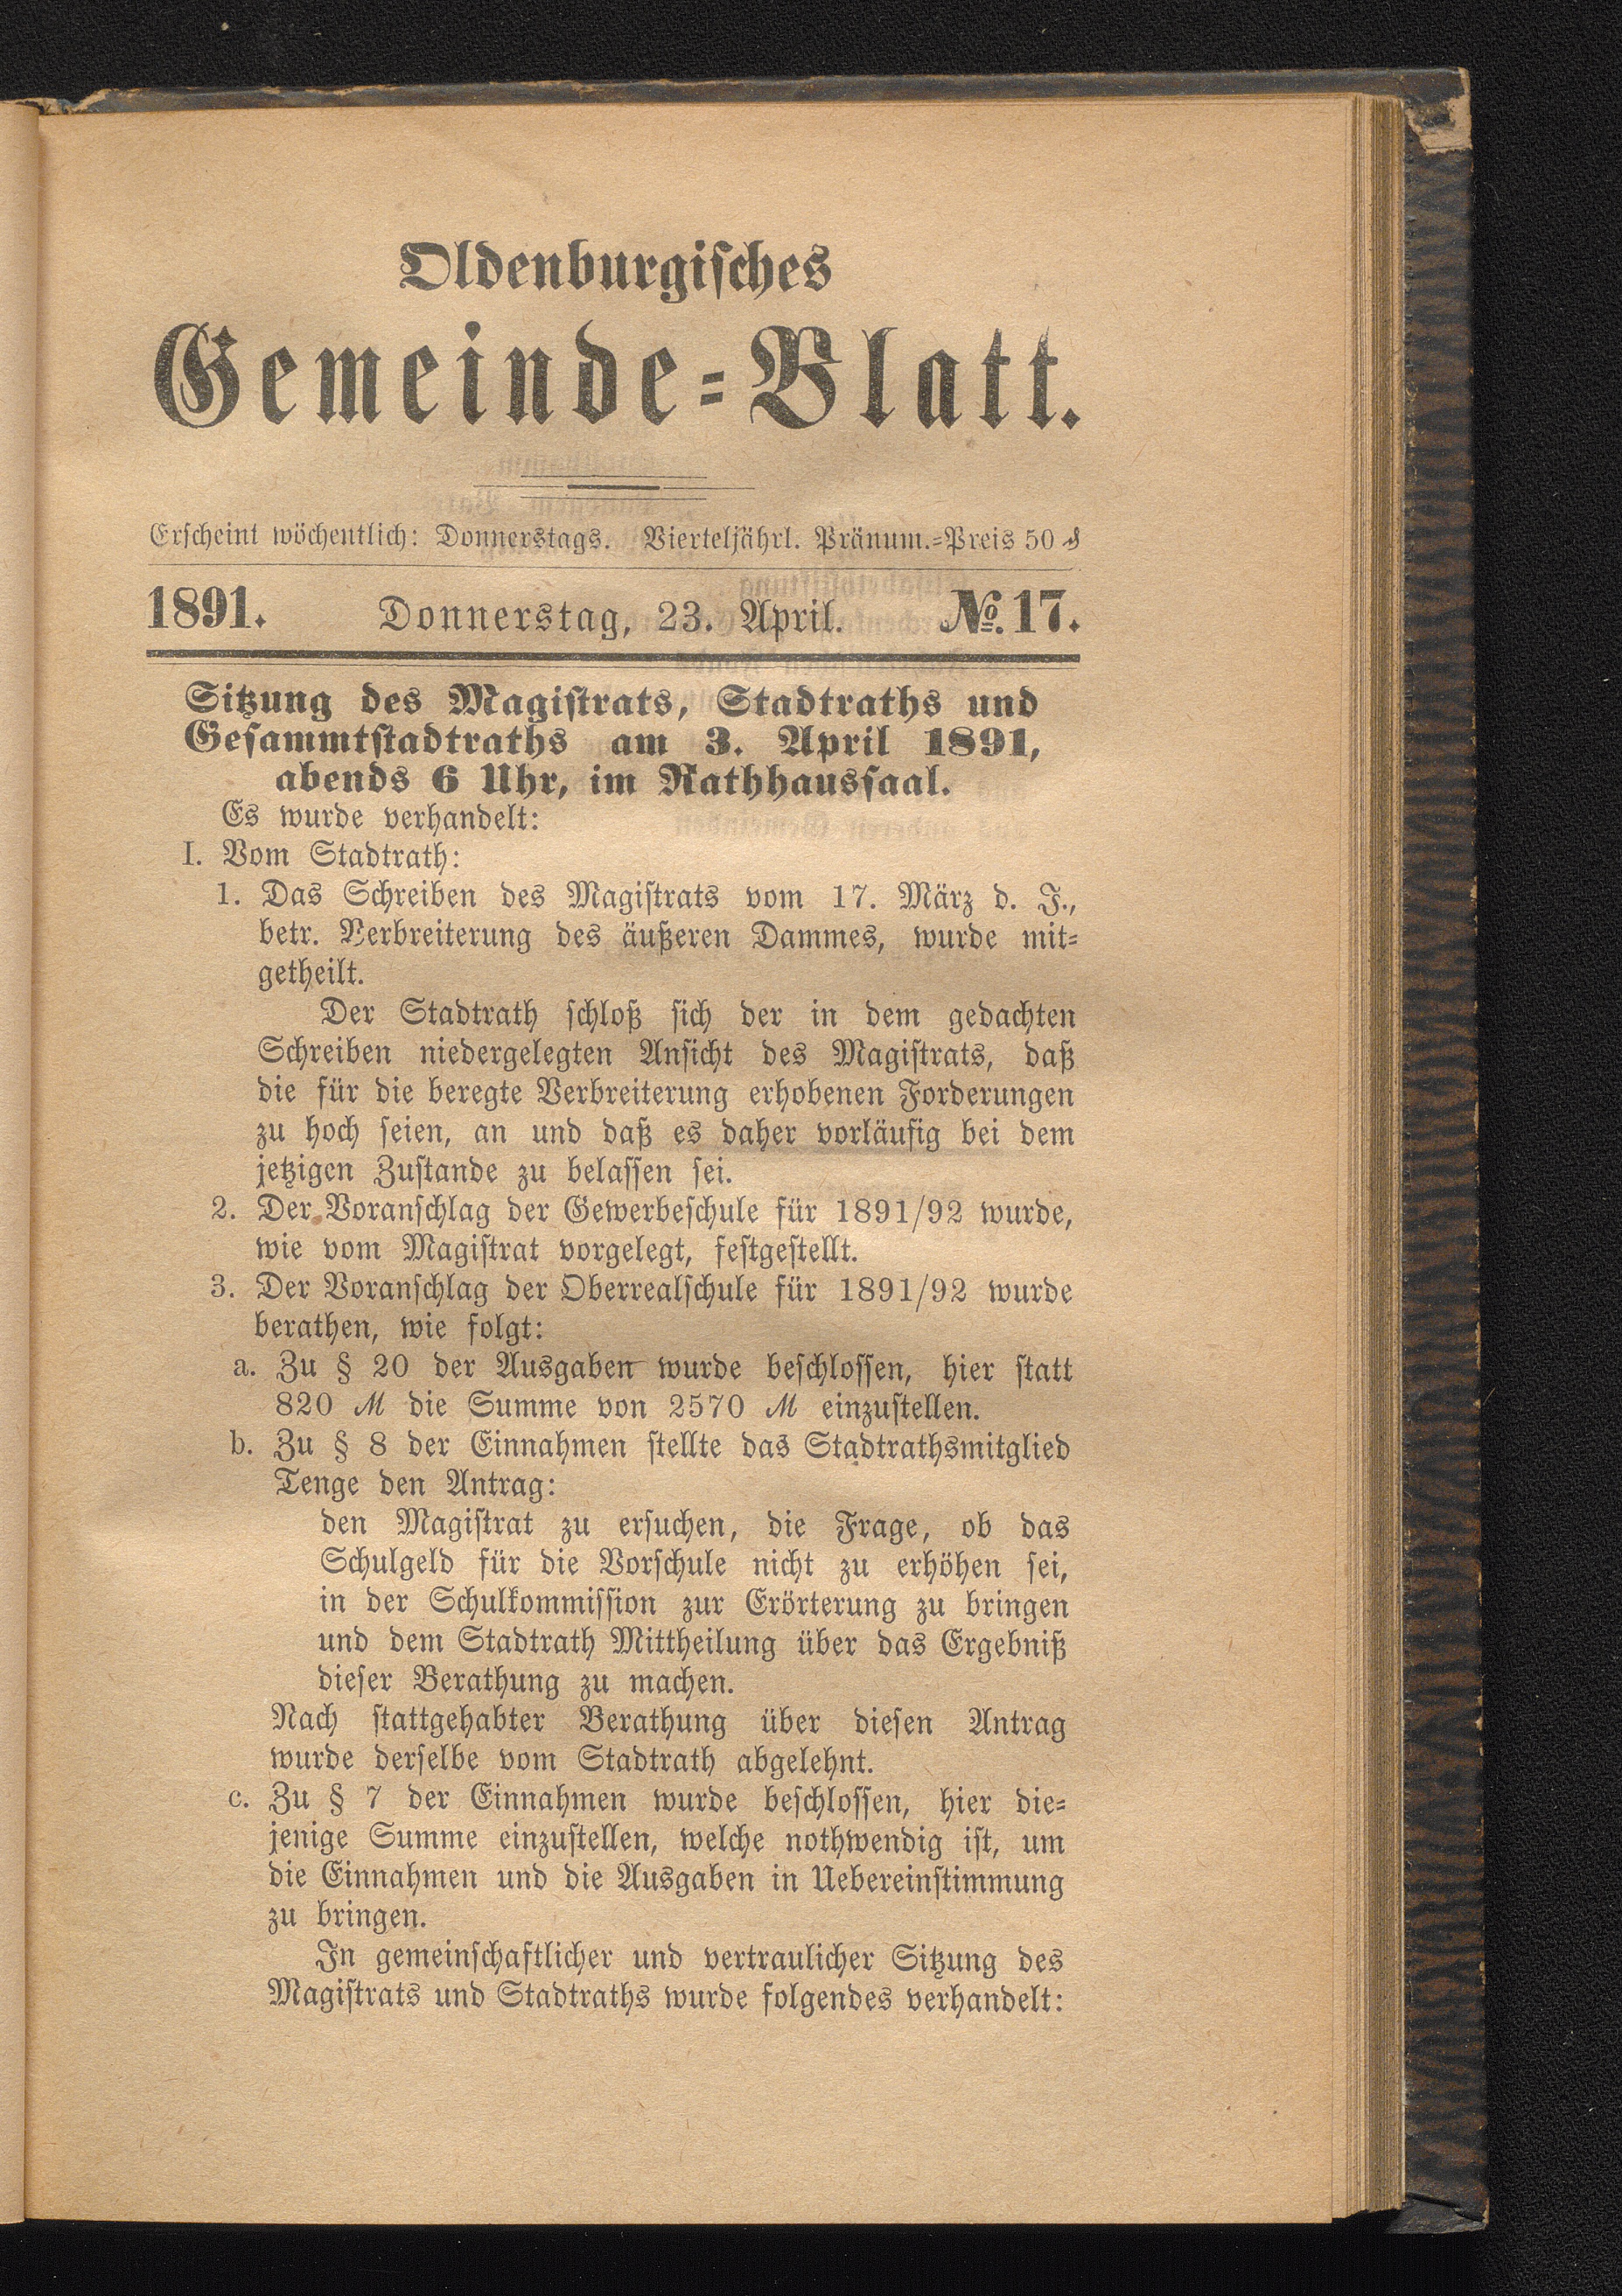 Oldenburgisches
Gemeinde-Blatt.
Erscheint wöchentlich: Donnerstags. Vierteljährl. Pränum.-Preis 50 ₰
1891. Donnerstag, 23. April. №. 17.
Sitzung des Magistrats, Stadtraths und
Gesammtstadtraths am 3. April 1891,
abends 6 Uhr, im Rathhaussaal.
Es wurde verhandelt:
I. Vom Stadtrath:
1. Das Schreiben des Magistrats vom 17. März d. J.,
betr. Verbreiterung des äußeren Dammes, wurde mit-
getheilt.
Der Stadtrath schloß sich der in dem gedachten
Schreiben niedergelegten Ansicht des Magistrats, daß
die für die beregte Verbreiterung erhobenen Forderungen
zu hoch seien, an und daß es daher vorläufig bei dem
jetzigen Zustande zu belassen sei.
2. Der Voranschlag der Gewerbeschule für 1891/92 wurde,
wie vom Magistrat vorgelegt, festgestellt.
3. Der Voranschlag der Oberrealschule für 1891/92 wurde
berathen, wie folgt:
a. Zu § 20 der Ausgaben wurde beschlossen, hier statt
820 ℳ die Summe von 2570 ℳ einzustellen.
b. Zu § 8 der Einnahmen stellte das Stadtrathsmitglied
Tenge den Antrag:
den Magistrat zu ersuchen, die Frage, ob das
Schulgeld für die Vorschule nicht zu erhöhen sei,
in der Schulkommission zur Erörterung zu bringen
und dem Stadtrath Mittheilung über das Ergebniß
dieser Berathung zu machen.
Nach stattgehabter Berathung über diesen Antrag
wurde derselbe vom Stadtrath abgelehnt.
c. Zu § 7 der Einnahmen wurde beschlossen, hier die-
jenige Summe einzustellen, welche nothwendig ist, um
die Einnahmen und die Ausgaben in Uebereinstimmung
zu bringen.
In gemeinschaftlicher und vertraulicher Sitzung des
Magistrats und Stadtraths wurde folgendes verhandelt: